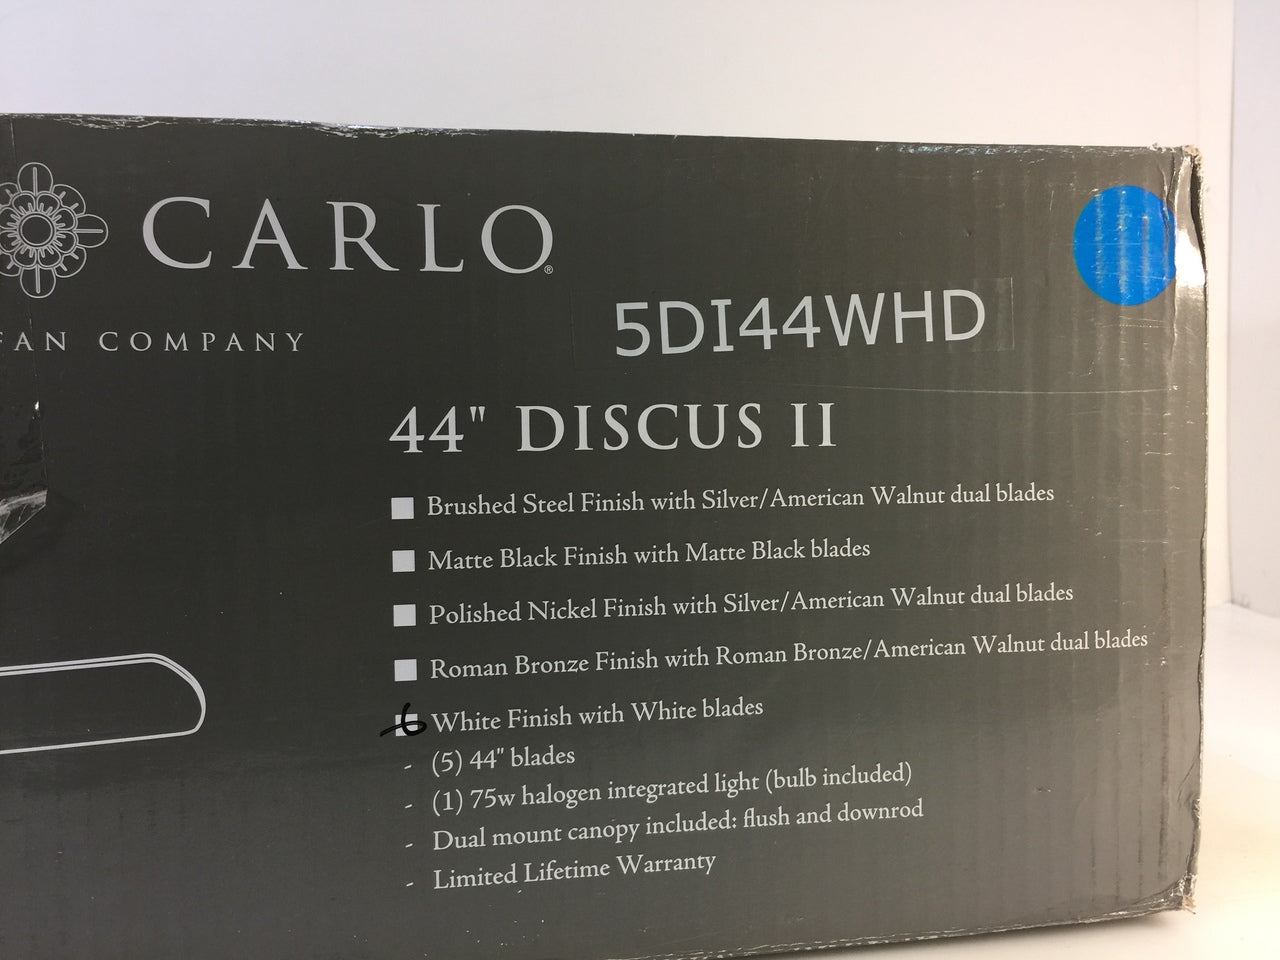 CARLO®
FAN COMPANY
5DI44WHD
44" DISCUS II
Brushed Steel Finish with Silver/American Walnut dual blades
Matte Black Finish with Matte Black blades
Polished Nickel Finish with Silver/American Walnut dual blades
Roman Bronze Finish with Roman Bronze/American Walnut dual blades
White Finish with White blades
- (5) 44" blades
- (1) 75w halogen integrated light (bulb included)
- Dual mount canopy included: flush and downrod
- Limited Lifetime Warranty